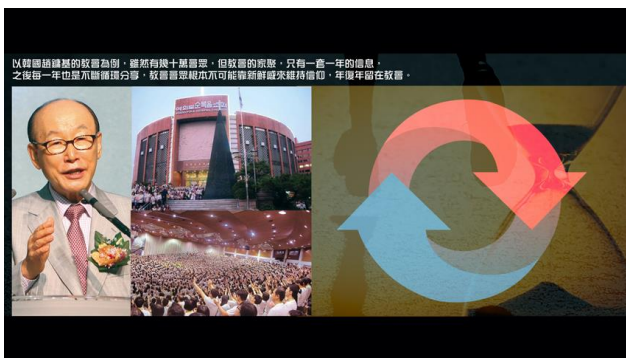 以韓國趙鏞基的教會為例，雖然有幾十萬會眾，但教會的家聚，只有一套一年的信息，
之後每一年也是不斷循環分享，教會會眾根本不可能靠新鮮感來維持信仰，年復年留在教會。